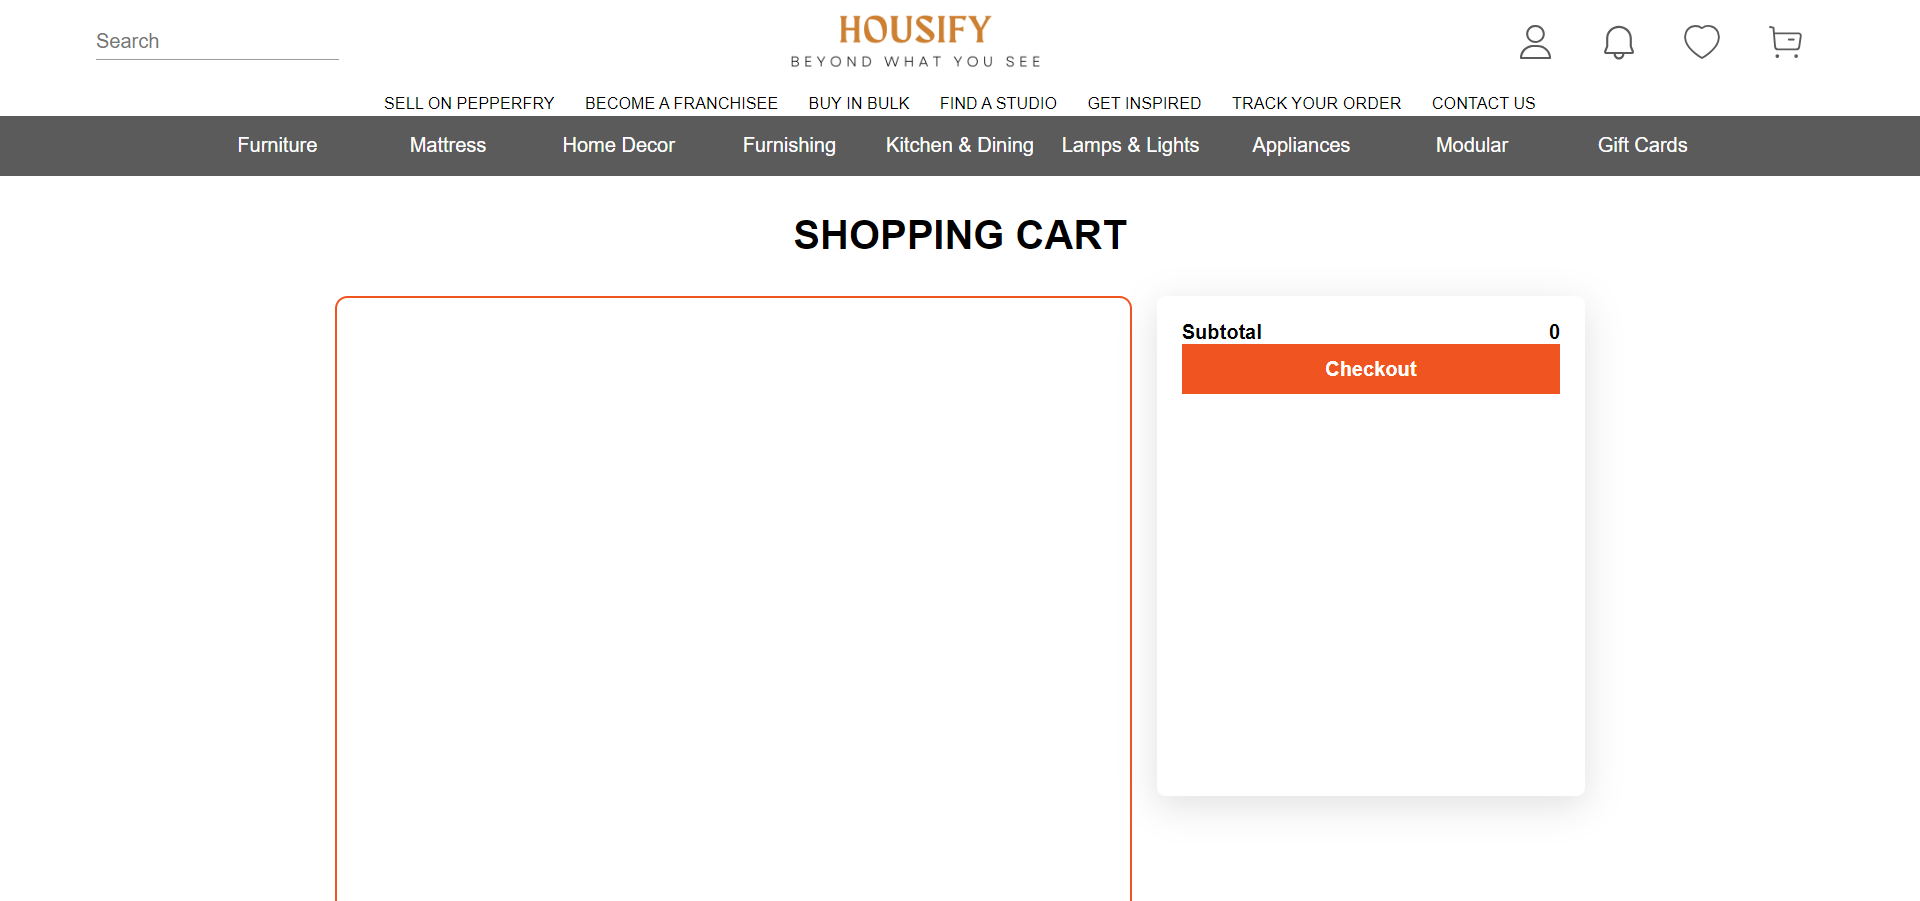 Search
HOUSIFY
BEYOND WHAT YOU SEE
SELL ON PEPPERFRY BECOME A FRANCHISEE BUY IN BULK FIND A STUDIO GET INSPIRED TRACK YOUR ORDER CONTACT US
Furniture Mattress Home Decor Furnishing Kitchen & Dining Lamps & Lights Appliances Modular Gift Cards
SHOPPING CART
Subtotal 0
Checkout